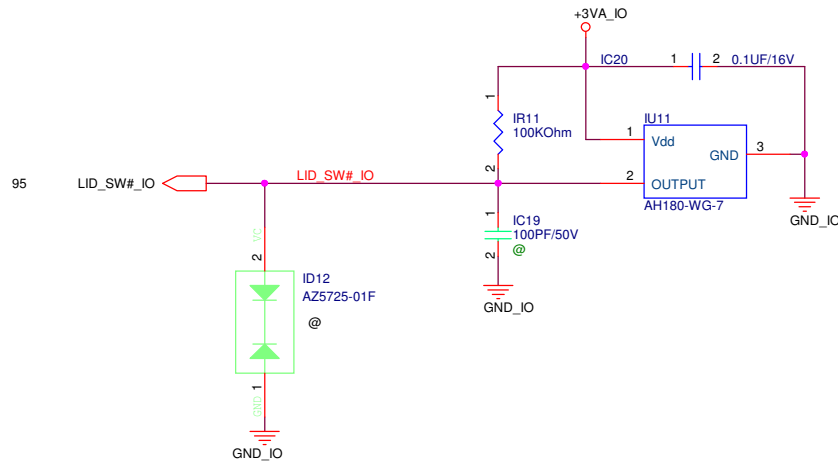 +3VA_IO
IC20
1
2
0.1UF/16V
1
IR11
100KOhm
2
IU11
1
Vdd
GND
3
2
OUTPUT
AH180-WG-7
GND_IO
95
LID_SW#_IO
LID_SW#_IO
1
IC19
100PF/50V
2
@
GND_IO
V.C
2
ID12
AZ5725-01F
@
1
GND
GND_IO